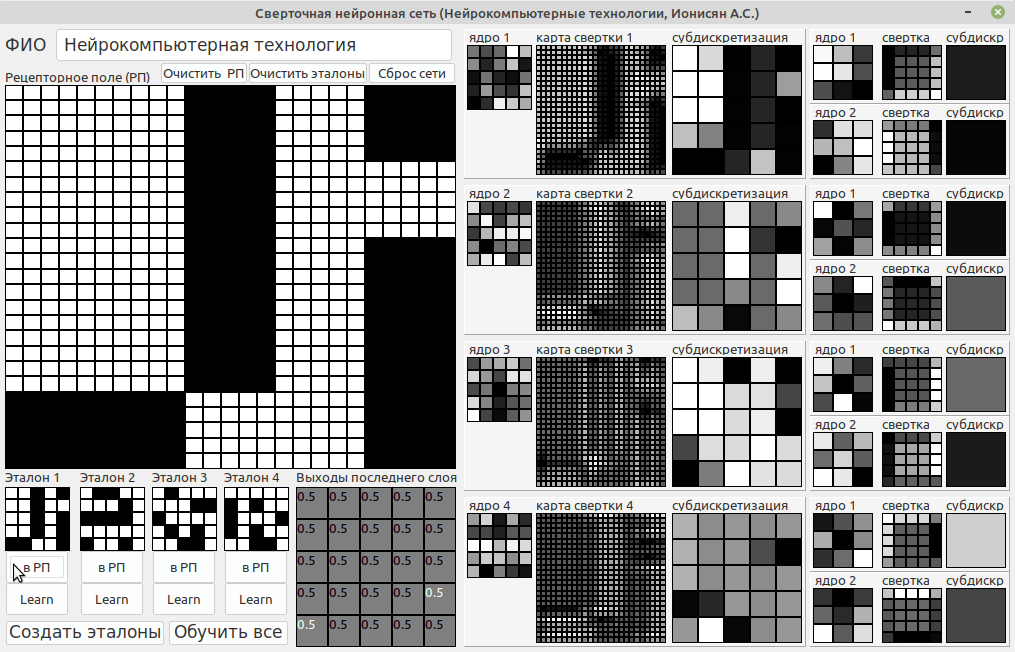 Сверточная нейронная сеть (Нейрокомпьютерные технологии, Ионисян А.С.)
ФИО Нейрокомпьютерная технология
Рецепторное поле (РП) Очистить РП Очистить эталоны Сброс сети
Эталон 1 Эталон 2 Эталон 3 Эталон 4 Выходы последнего слоя
0.5 0.5 0.5 0.5 0.5
0.5 0.5 0.5 0.5 0.5
0.5 0.5 0.5 0.5 0.5
0.5 0.5 0.5 0.5 0.5
0.5 0.5 0.5 0.5 0.5
в РП в РП в РП в РП
Learn Learn Learn Learn
Создать эталоны Обучить все
ядро 1 карта свертки 1 субдискретизация
ядро 1 свертка субдискр
ядро 2 свертка субдискр
ядро 2 карта свертки 2 субдискретизация
ядро 1 свертка субдискр
ядро 2 свертка субдискр
ядро 3 карта свертки 3 субдискретизация
ядро 1 свертка субдискр
ядро 2 свертка субдискр
ядро 4 карта свертки 4 субдискретизация
ядро 1 свертка субдискр
ядро 2 свертка субдискр